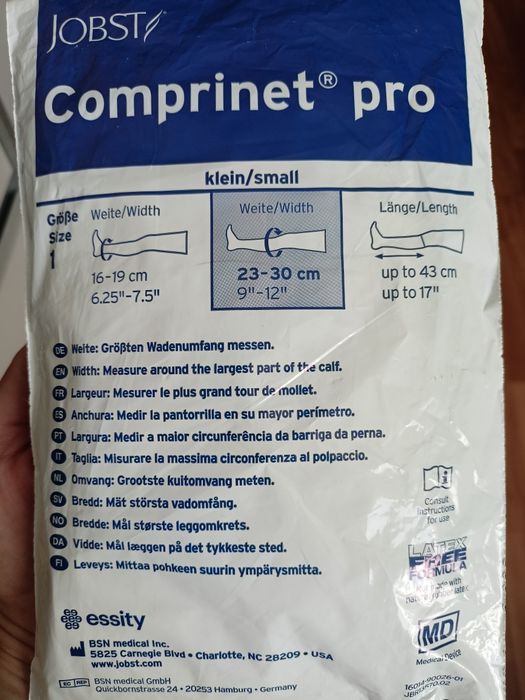 JOBST
Comprinet® pro
klein/small
Größe
Size
1
Weite/Width
16-19 cm
6.25"-7.5"
Weite/Width
23-30 cm
9"-12"
Länge/Length
up to 43 cm
up to 17"
DE Weite: Größten Wadenumfang messen.
EN Width: Measure around the largest part of the calf.
FR Largeur: Mesurer le plus grand tour de mollet.
ES Anchura: Medir la pantorrilla en su mayor perímetro.
PT Largura: Medir a maior circunferência da barriga da perna.
IT Taglia: Misurare la massima circonferenza al polpaccio.
NL Omvang: Grootste kuitomvang meten.
SV Bredd: Mät största vadomfång.
NO Bredde: Mål største leggomkrets.
DA Vidde: Mål læggen på det tykkeste sted.
FI Leveys: Mittaa pohkeen suurin ympärysmitta.
Consult
instructions
for use
LATEX
FREE
FORMULA
made with
MD
Medical Device
essity
BSN medical Inc.
5825 Carnegie Blvd • Charlotte, NC 28209 • USA
www.jobst.com
EC REP BSN medical GmbH
Quickbornstrasse 24 • 20253 Hamburg • Germany